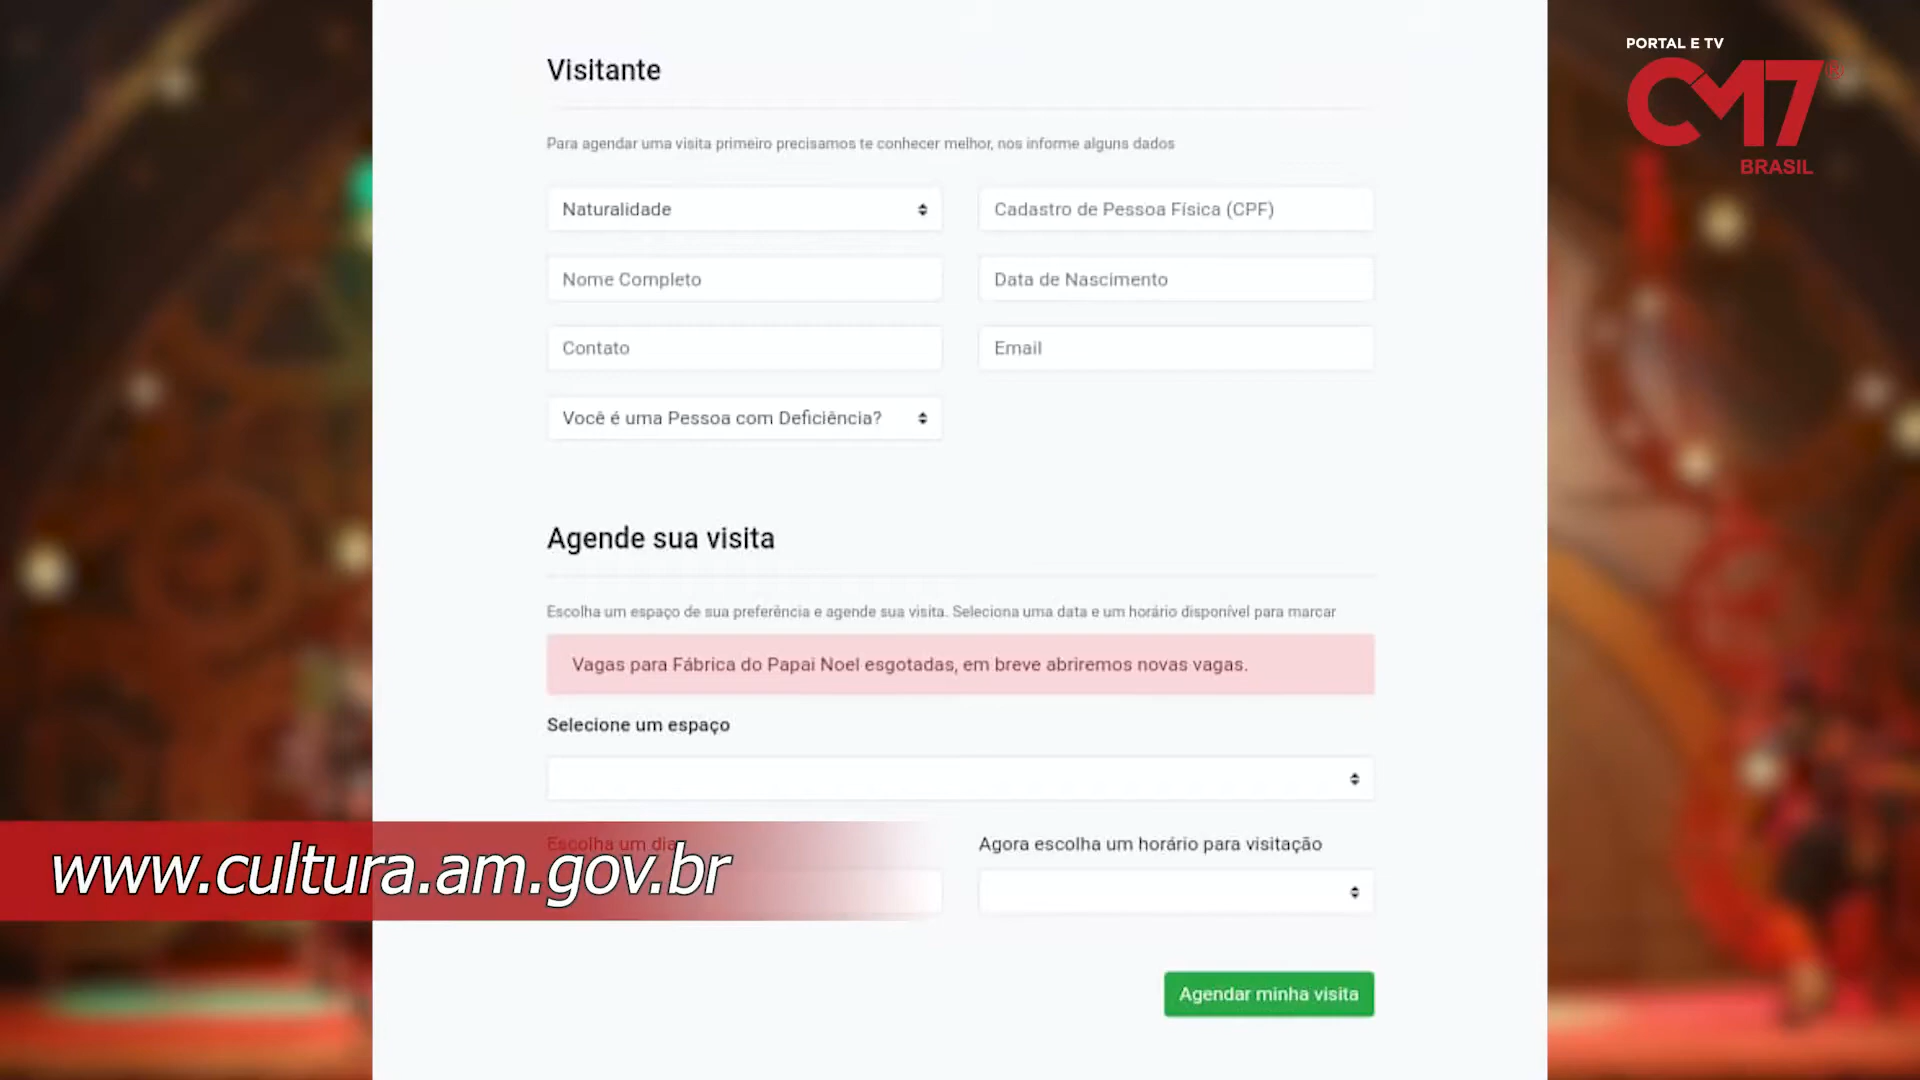 PORTAL E TV
CM7
BRASIL
Visitante
Para agendar uma visita primeiro precisamos te conhecer melhor, nos informe alguns dados
Naturalidade
Cadastro de Pessoa Física (CPF)
Nome Completo
Data de Nascimento
Contato
Email
Você é uma Pessoa com Deficiência?
Agende sua visita
Escolha um espaço de sua preferência e agende sua visita. Seleciona uma data e um horário disponível para marcar
Vagas para Fábrica do Papai Noel esgotadas, em breve abriremos novas vagas.
Selecione um espaço
Escolha um dia
Agora escolha um horário para visitação
www.cultura.am.gov.br
Agendar minha visita